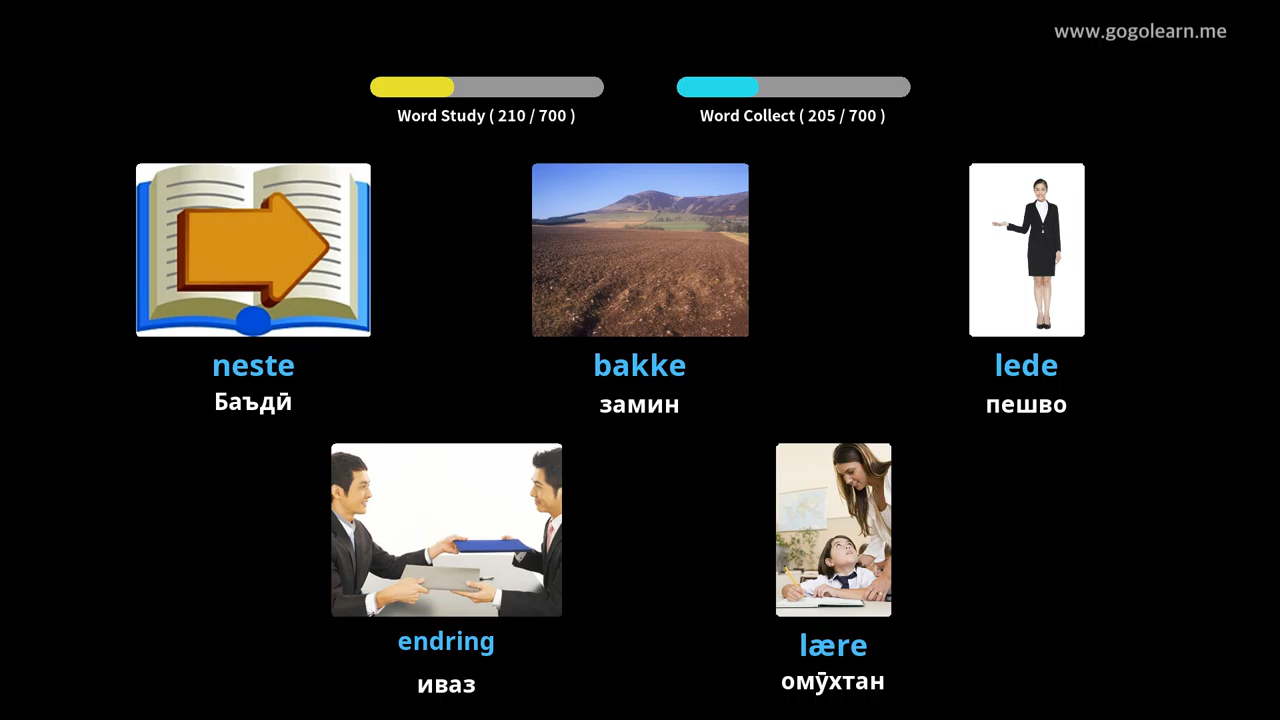 www.gogolearn.me
Word Study ( 210 / 700 )
Word Collect ( 205 / 700 )
neste
bakke
lede
Баъдӣ
замин
пешво
endring
lære
иваз
омӯхтан